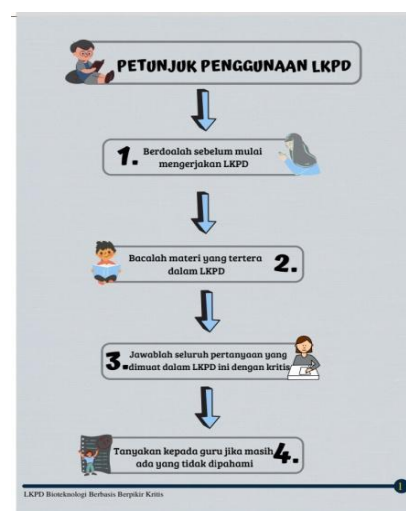 PETUNJUK PENGGUNAAN LKPD
1. Berdoalah sebelum mulai
mengerjakan LKPD
Bacalah materi yang tertera 2.
dalam LKPD
3. Jawablah seluruh pertanyaan yang
dimuat dalam LKPD ini dengan kritis
Tanyakan kepada guru jika masih 4.
ada yang tidak dipahami
LKPD Bioteknologi Berbasis Berpikir Kritis
1